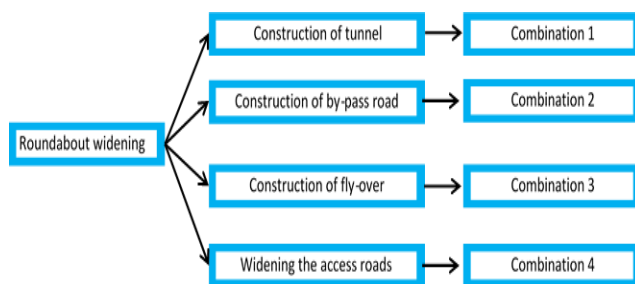 Construction of tunnel
Combination 1
Construction of by-pass road
Combination 2
Roundabout widening
Construction of fly-over
Combination 3
Widening the access roads
Combination 4